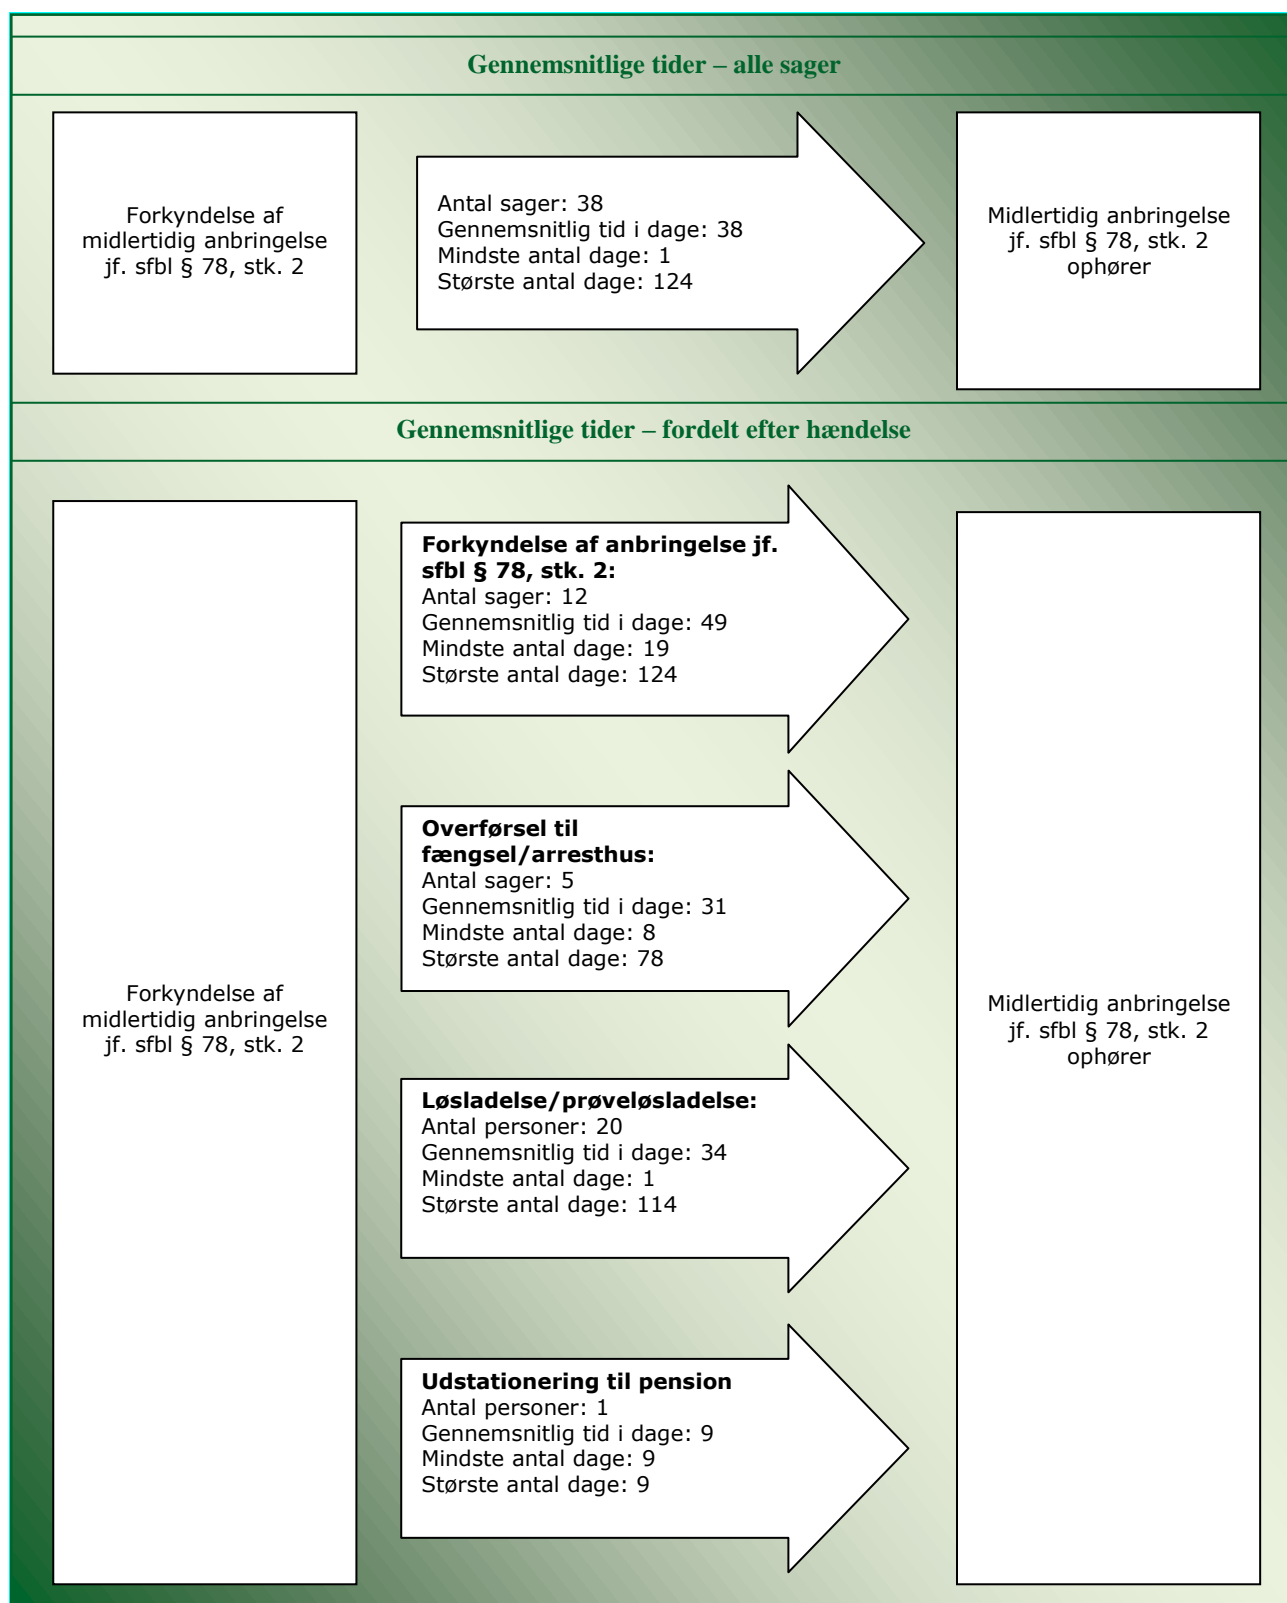 Gennemsnitlige tider – alle sager
Forkyndelse af
midlertidig anbringelse
jf. sfbl § 78, stk. 2
Antal sager: 38
Gennemsnitlig tid i dage: 38
Mindste antal dage: 1
Største antal dage: 124
Midlertidig anbringelse
jf. sfbl § 78, stk. 2
ophører
Gennemsnitlige tider – fordelt efter hændelse
Forkyndelse af
midlertidig anbringelse
jf. sfbl § 78, stk. 2
Forkyndelse af anbringelse jf.
sfbl § 78, stk. 2:
Antal sager: 12
Gennemsnitlig tid i dage: 49
Mindste antal dage: 19
Største antal dage: 124
Overførsel til
fængsel/arresthus:
Antal sager: 5
Gennemsnitlig tid i dage: 31
Mindste antal dage: 8
Største antal dage: 78
Løsladelse/prøveløsladelse:
Antal personer: 20
Gennemsnitlig tid i dage: 34
Mindste antal dage: 1
Største antal dage: 114
Udstationering til pension
Antal personer: 1
Gennemsnitlig tid i dage: 9
Mindste antal dage: 9
Største antal dage: 9
Midlertidig anbringelse
jf. sfbl § 78, stk. 2
ophører